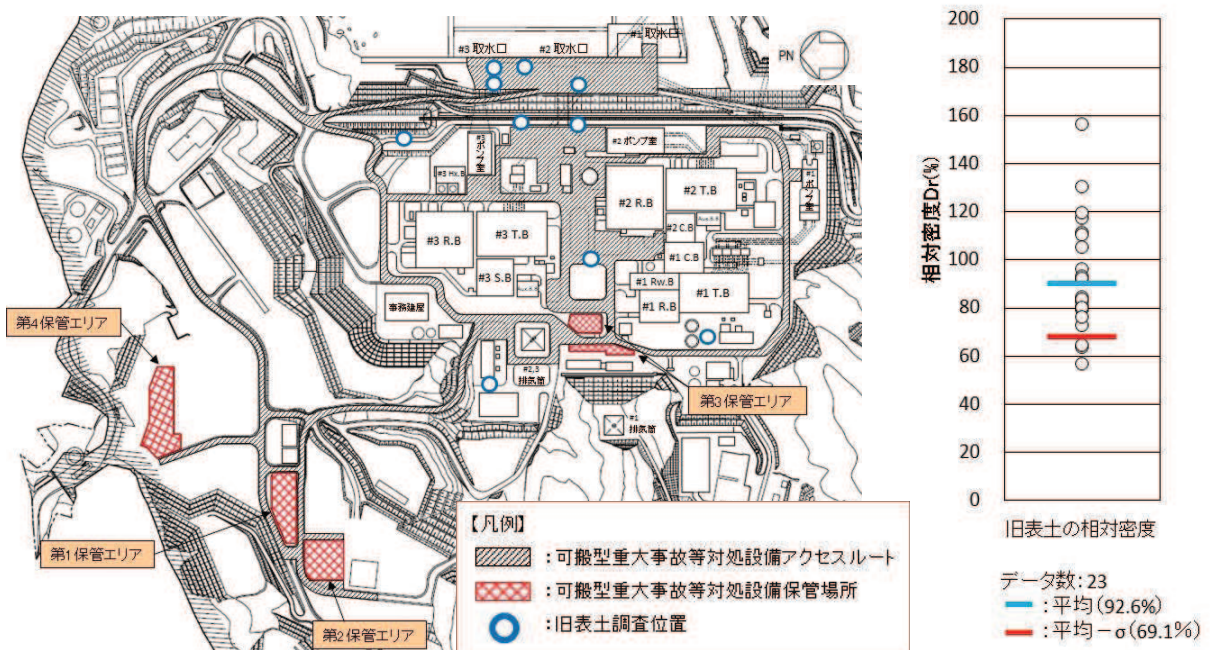 #3 取水口
#2 取水口
#1 取水口
PN
#3 ポンプ室
#2 ポンプ室
#1 ポンプ室
#3 Hx.B
#2 R.B
#2 T.B
#2 C.B
#3 R.B
#3 T.B
#1 C.B
#3 S.B
#1 Rw.B
#1 T.B
#1 R.B
事務建屋
第4保管エリア
#2,3
排気筒
第3保管エリア
#1
排気筒
第1保管エリア
第2保管エリア
【凡例】
:可搬型重大事故等対処設備アクセスルート
:可搬型重大事故等対処設備保管場所
:旧表土調査位置
相対密度Dr(%)
200
180
160
140
120
100
80
60
40
20
0
旧表土の相対密度
データ数:23
:平均(92.6%)
:平均-σ(69.1%)